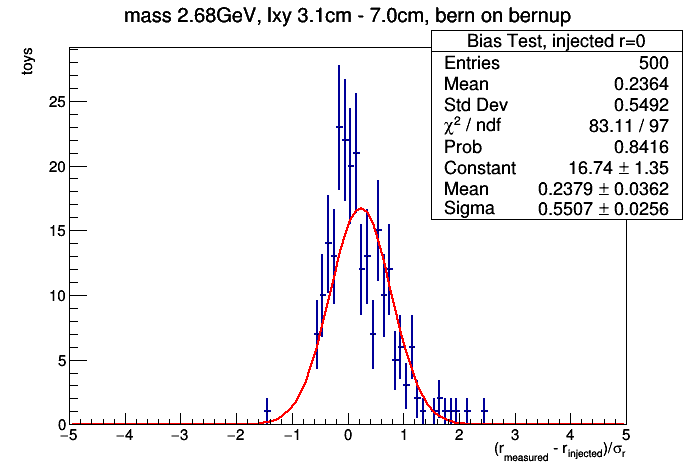 mass 2.68GeV, lxy 3.1cm - 7.0cm, bern on bernup
Bias Test, injected r=0
Entries 500
Mean 0.2364
Std Dev 0.5492
χ² / ndf 83.11 / 97
Prob 0.8416
Constant 16.74 ± 1.35
Mean 0.2379 ± 0.0362
Sigma 0.5507 ± 0.0256
toys
25
20
15
10
5
0
−5 −4 −3 −2 −1 0 1 2 3 4 5
(r_measured - r_injected)/σ_r